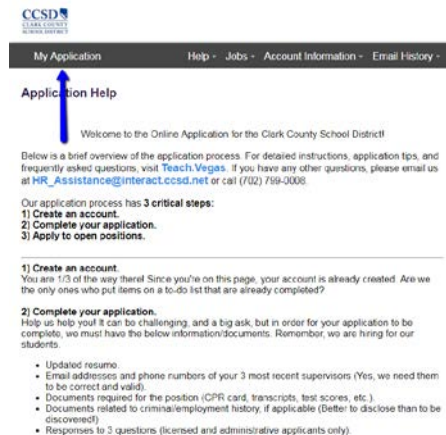 CCSD
CLARK COUNTY
SCHOOL DISTRICT
My Application Help - Jobs - Account Information - Email History -
Application Help
Welcome to the Online Application for the Clark County School District!
Below is a brief overview of the application process. For detailed instructions, application tips, and
frequently asked questions, visit Teach.Vegas. If you have any other questions, please email us
at HR_Assistance@interact.ccsd.net or call (702) 799-0008.
Our application process has 3 critical steps:
1) Create an account.
2) Complete your application.
3) Apply to open positions.
1) Create an account.
You are 1/3 of the way there! Since you're on this page, your account is already created. Are we
the only ones who put items on a to-do list that are already completed?
2) Complete your application.
Help us help you! It can be challenging, and a big ask, but in order for your application to be
complete, we must have the below information/documents. Remember, we are hiring for our
students.
• Updated resume.
• Email addresses and phone numbers of your 3 most recent supervisors (Yes, we need them
to be correct and valid).
• Documents required for the position (CPR card, transcripts, test scores, etc.).
• Documents related to criminal/employment history, if applicable (Better to disclose than to be
discovered!)
• Responses to 3 questions (licensed and administrative applicants only).